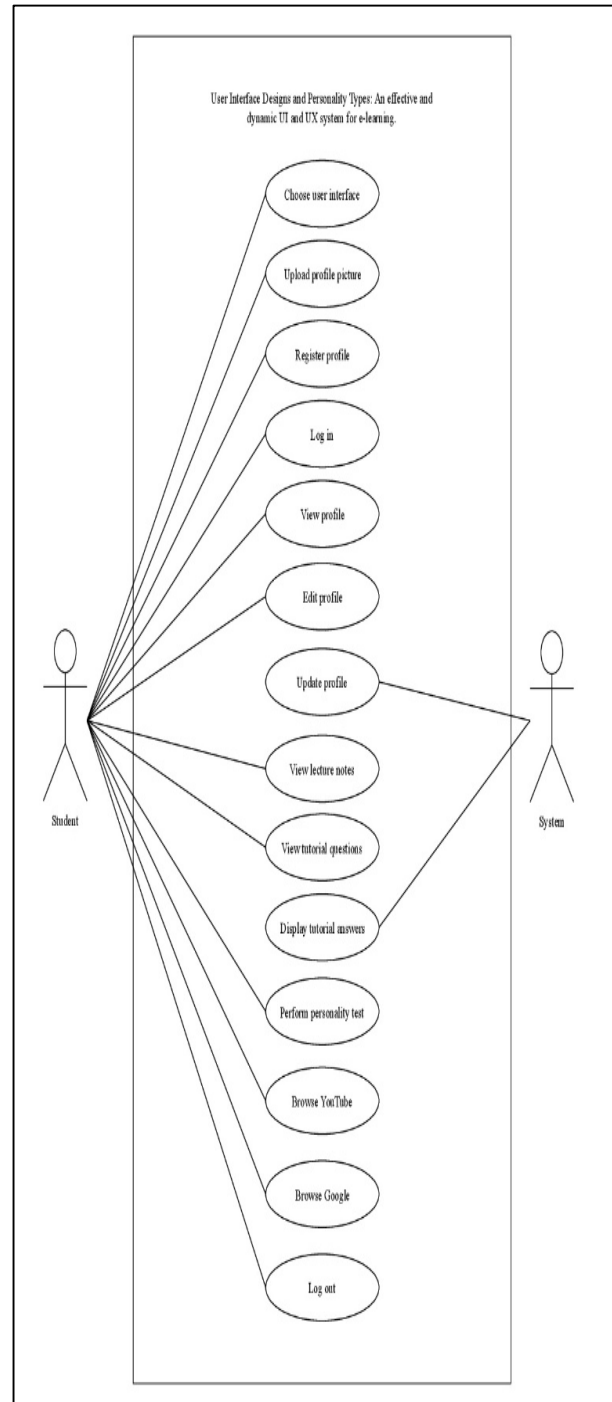 User Interface Designs and Personality Types: An effective and
dynamic UI and UX system for e-learning.
Choose user interface
Upload profile picture
Register profile
Log in
View profile
Edit profile
Update profile
View lecture notes
Student
System
View tutorial questions
Display tutorial answers
Perform personality test
Browse YouTube
Browse Google
Log out